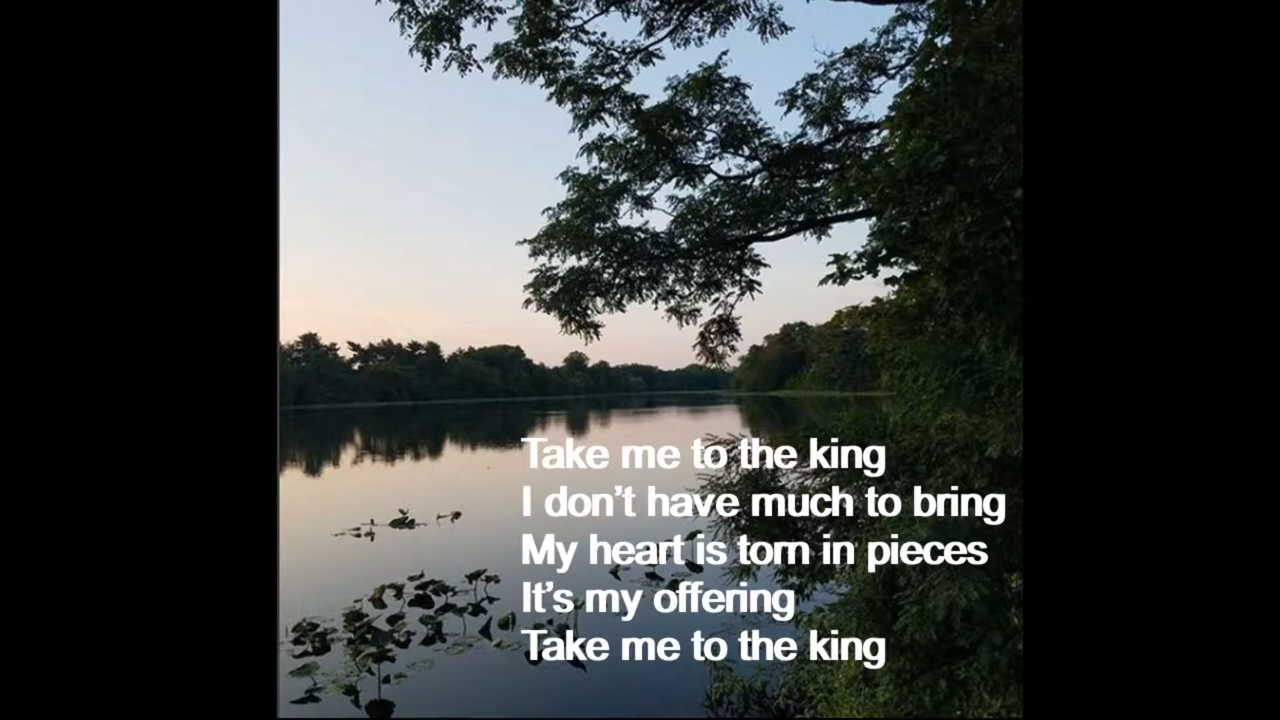 Take me to the king
I don’t have much to bring
My heart is torn in pieces
It’s my offering
Take me to the king